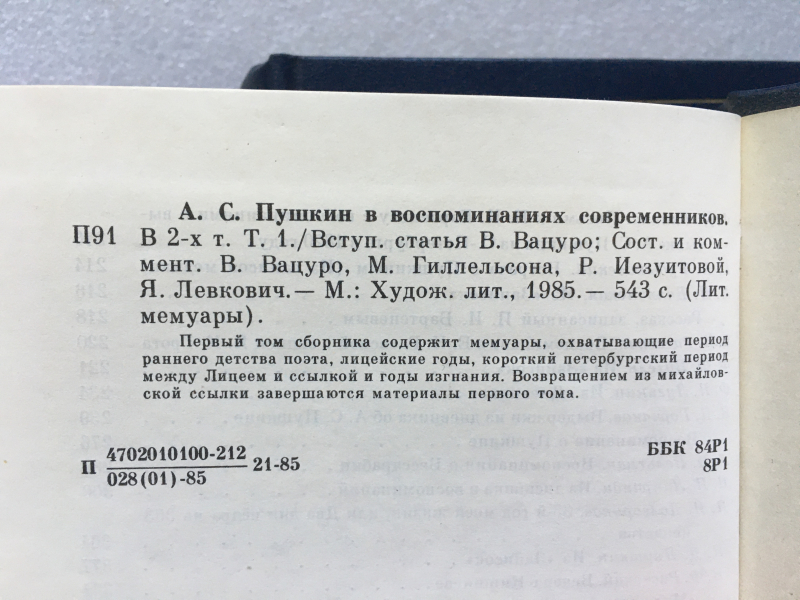 А. С. Пушкин в воспоминаниях современников.
П91 В 2-х т. Т. 1./Вступ. статья В. Вацуро; Сост. и ком-
мент. В. Вацуро, М. Гиллельсона, Р. Иезуитовой,
Я. Левкович.— М.: Худож. лит., 1985.— 543 с. (Лит.
мемуары).
Первый том сборника содержит мемуары, охватывающие период
раннего детства поэта, лицейские годы, короткий петербургский период
между Лицеем и ссылкой и годы изгнания. Возвращением из михайлов-
ской ссылки завершаются материалы первого тома.
П 4702010100-212 21-85
028(01)-85
ББК 84Р1
8Р1